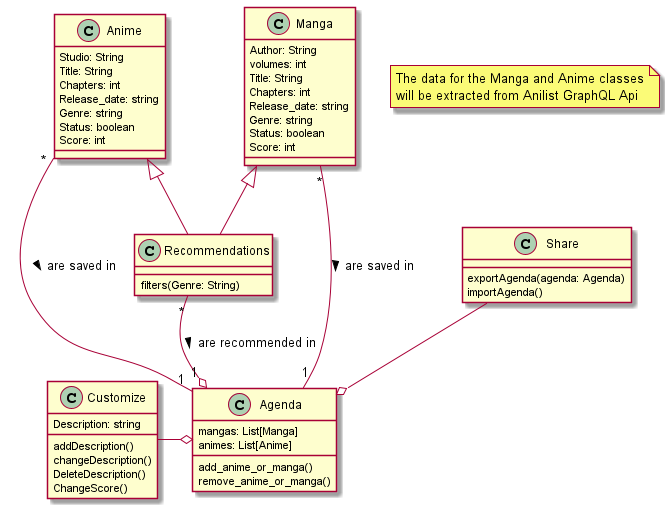 C Anime
Studio: String
Title: String
Chapters: int
Release_date: string
Genre: string
Status: boolean
Score: int
C Manga
Author: String
volumes: int
Title: String
Chapters: int
Release_date: string
Genre: string
Status: boolean
Score: int
The data for the Manga and Anime classes
will be extracted from Anilist GraphQL Api
*
*
are saved in
are saved in
C Recommendations
filters(Genre: String)
C Share
exportAgenda(agenda: Agenda)
importAgenda()
*
are recommended in
1
1
1
C Customize
Description: string
addDescription()
changeDescription()
DeleteDescription()
ChangeScore()
C Agenda
mangas: List[Manga]
animes: List[Anime]
add_anime_or_manga()
remove_anime_or_manga()